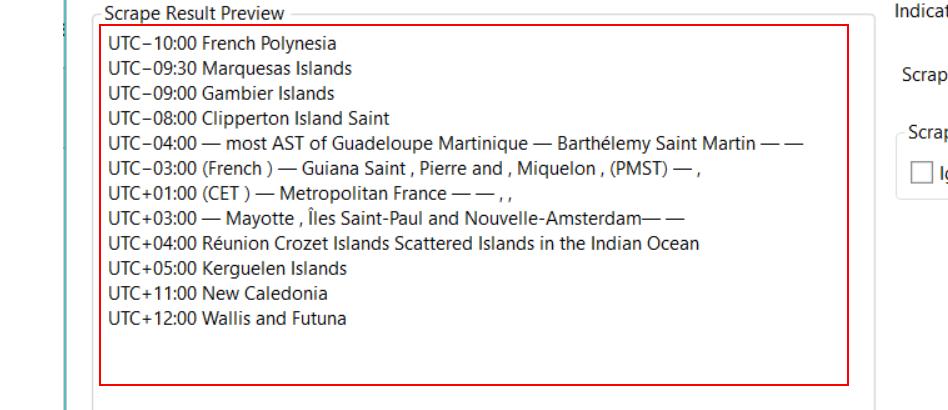 Scrape Result Preview
UTC−10:00 French Polynesia
UTC−09:30 Marquesas Islands
UTC−09:00 Gambier Islands
UTC−08:00 Clipperton Island Saint
UTC−04:00 — most AST of Guadeloupe Martinique — Barthélemy Saint Martin — —
UTC−03:00 (French ) — Guiana Saint , Pierre and , Miquelon , (PMST) — ,
UTC+01:00 (CET ) — Metropolitan France — — , ,
UTC+03:00 — Mayotte , Îles Saint-Paul and Nouvelle-Amsterdam— —
UTC+04:00 Réunion Crozet Islands Scattered Islands in the Indian Ocean
UTC+05:00 Kerguelen Islands
UTC+11:00 New Caledonia
UTC+12:00 Wallis and Futuna
Indicat
Scrap
Scrap